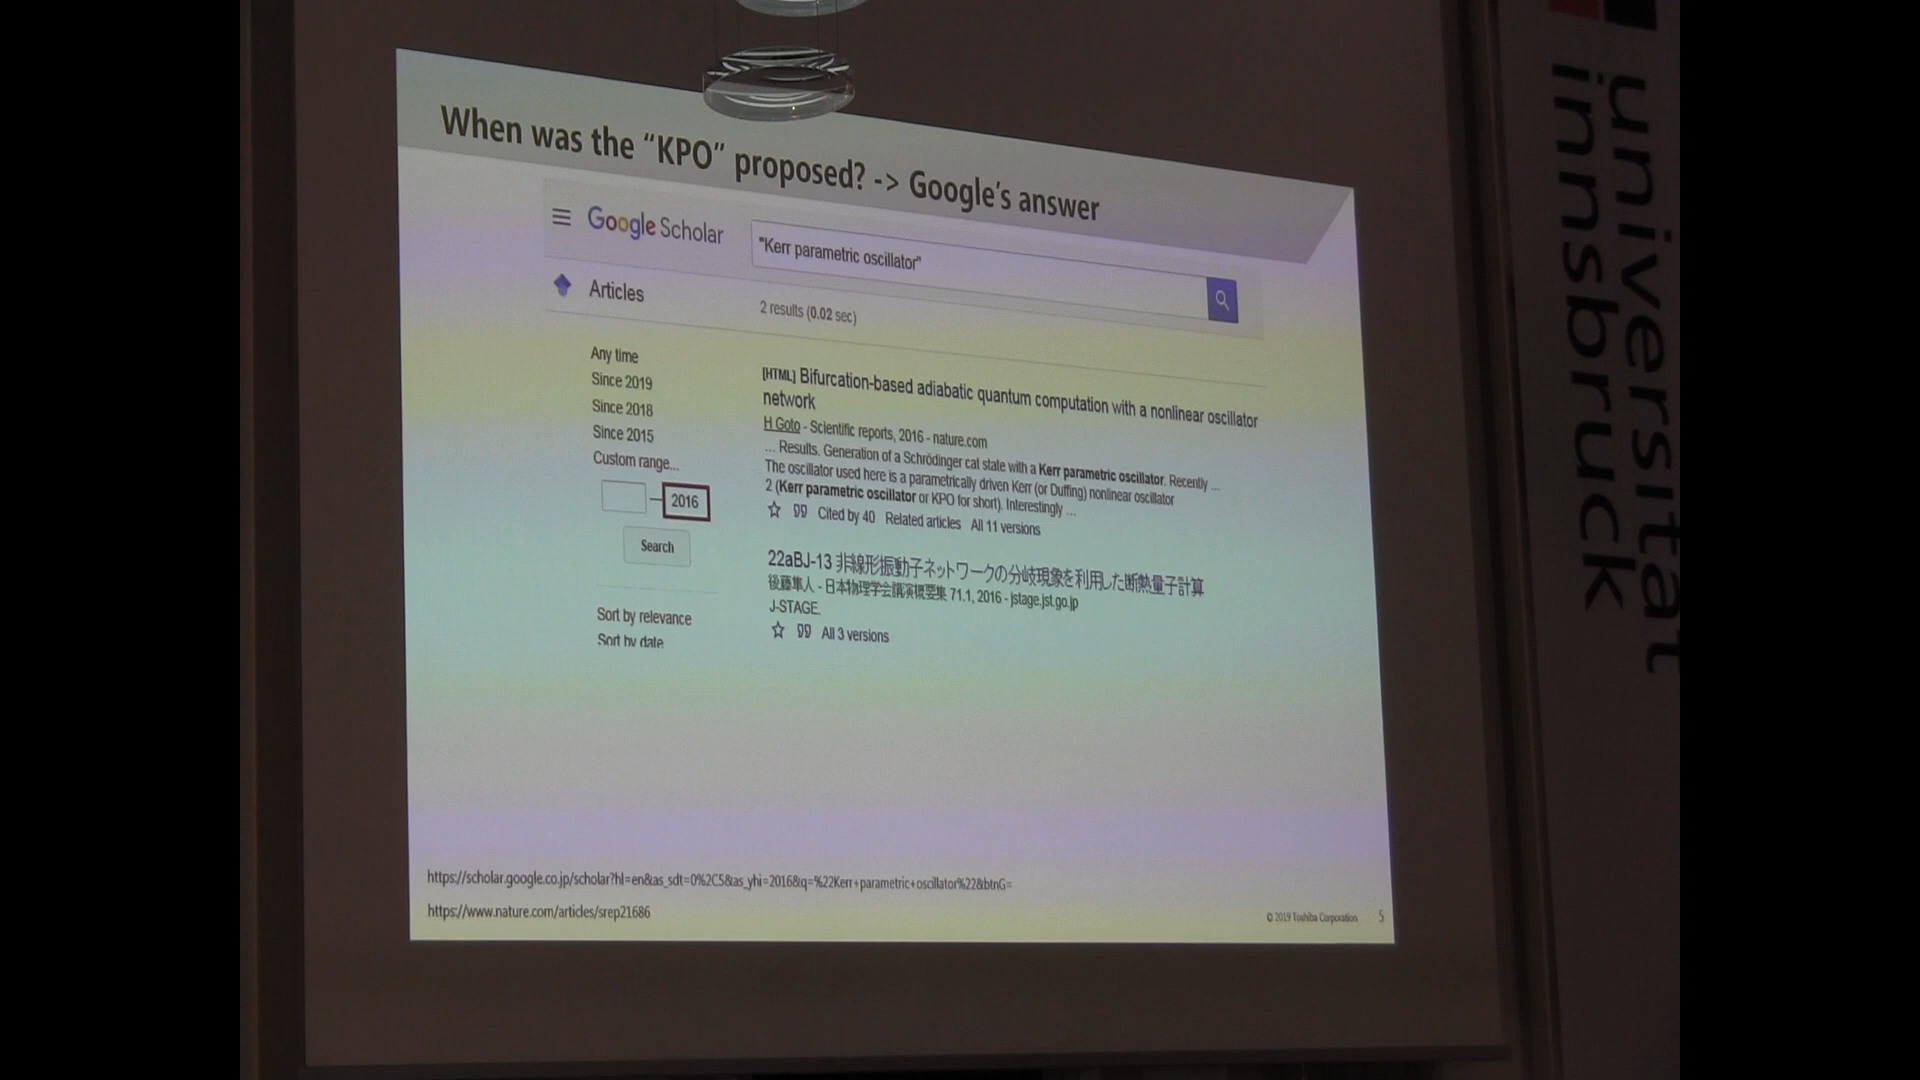 When was the “KPO” proposed? -> Google’s answer
Google Scholar
"Kerr parametric oscillator"
Articles
2 results (0.02 sec)
Any time
Since 2019
Since 2018
Since 2015
Custom range...
2016
Search
Sort by relevance
Sort by date
[HTML] Bifurcation-based adiabatic quantum computation with a nonlinear oscillator
network
H Goto - Scientific reports, 2016 - nature.com
... Results. Generation of a Schrödinger cat state with a Kerr parametric oscillator. Recently ...
The oscillator used here is a parametrically driven Kerr (or Duffing) nonlinear oscillator
2 (Kerr parametric oscillator or KPO for short). Interestingly ...
Cited by 40 Related articles All 11 versions
22aBJ-13 非線形振動子ネットワークの分岐現象を利用した断熱量子計算
後藤隼人 - 日本物理学会講演概要集 71.1, 2016 - jstage.jst.go.jp
J-STAGE.
All 3 versions
https://scholar.google.co.jp/scholar?hl=en&as_sdt=0%2C5&as_yhi=2016&q=%22Kerr+parametric+oscillator%22&btnG=
https://www.nature.com/articles/srep21686
© 2019 Toshiba Corporation 5
universität
innsbruck